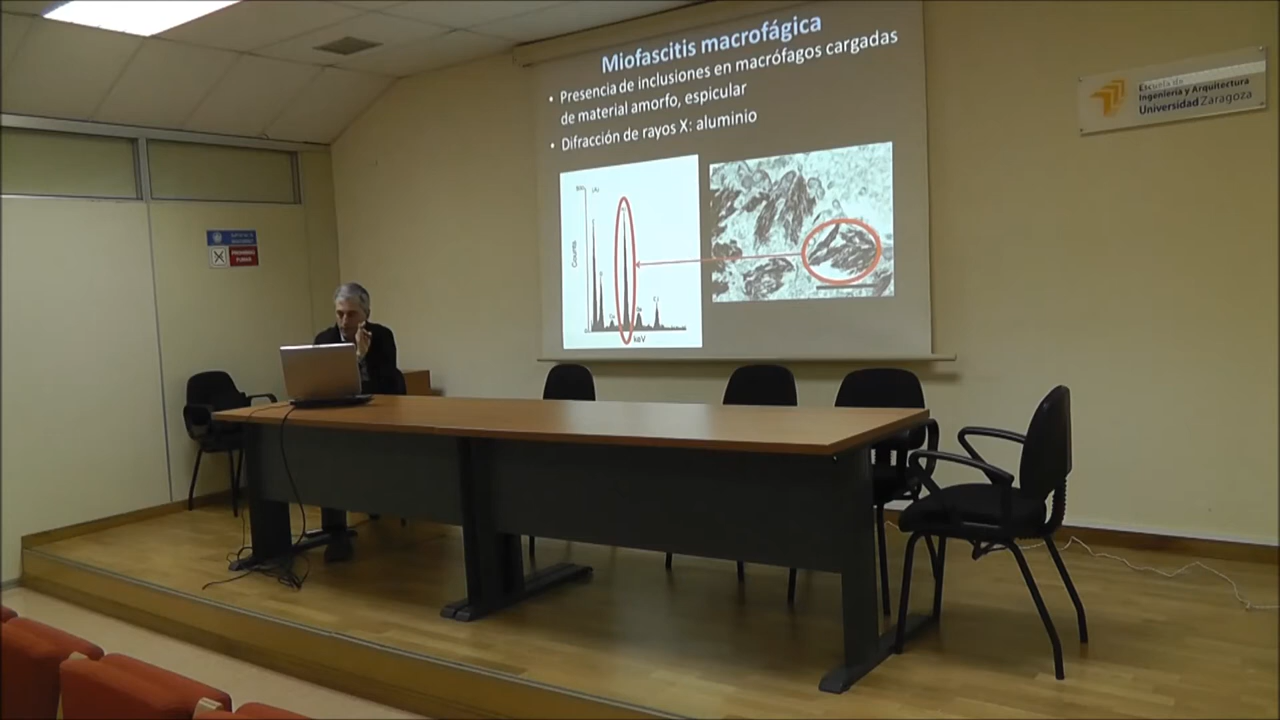 Miofascitis macrofágica
• Presencia de inclusiones en macrófagos cargadas
de material amorfo, espicular
• Difracción de rayos X: aluminio
Counts
keV
Escuela de
Ingeniería y Arquitectura
Universidad Zaragoza